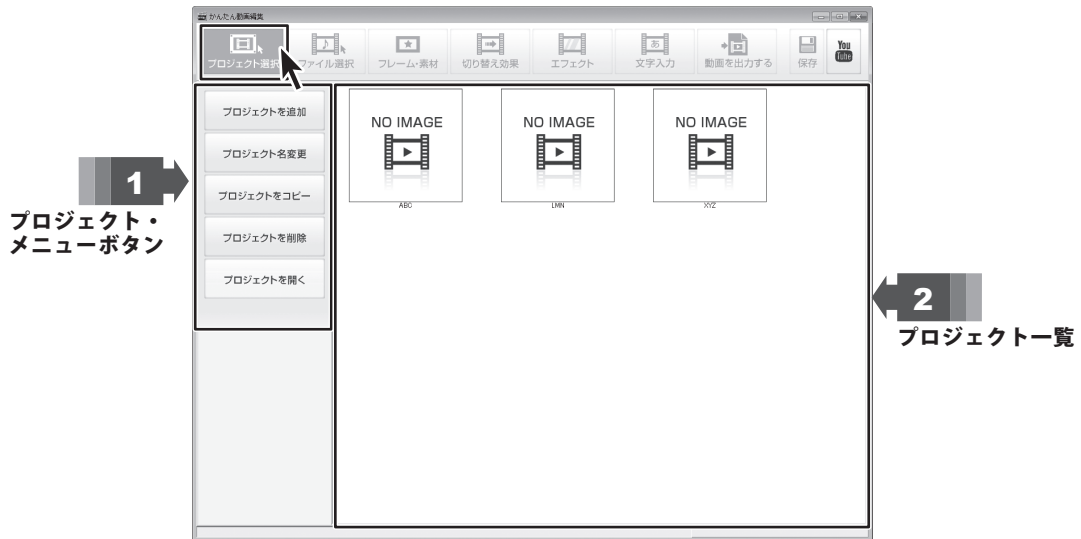 かんたん動画編集
プロジェクト選択
ファイル選択
フレーム・素材
切り替え効果
エフェクト
文字入力
動画を出力する
保存
You
Tube
プロジェクトを追加
プロジェクト名変更
プロジェクトをコピー
プロジェクトを削除
プロジェクトを開く
NO IMAGE
ABC
NO IMAGE
LMN
NO IMAGE
XYZ
1
プロジェクト・
メニューボタン
2
プロジェクト一覧